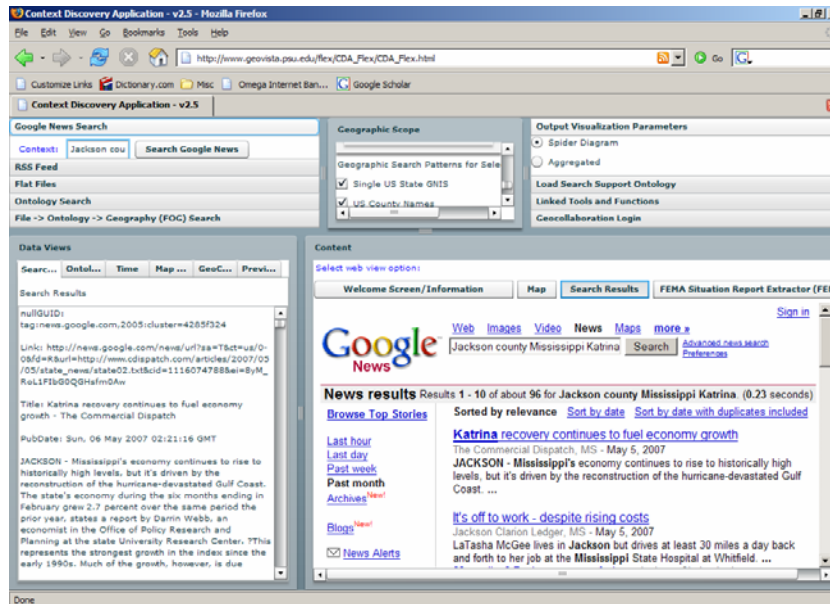 Context Discovery Application - v2.5 - Mozilla Firefox
File Edit View Go Bookmarks Tools Help
http://www.geovista.psu.edu/flex/CDA_Flex/CDA_Flex.html
Go
Customize Links Dictionary.com Misc Omega Internet Ban... Google Scholar
Context Discovery Application - v2.5
Google News Search
Context: Jackson cou Search Google News
RSS Feed
Flat Files
Ontology Search
File -> Ontology -> Geography (FOG) Search
Geographic Scope
Geographic Search Patterns for Sele
Single US State GNIS
US County Names
Output Visualization Parameters
Spider Diagram
Aggregated
Load Search Support Ontology
Linked Tools and Functions
Geocollaboration Login
Data Views
Searc... Ontol... Time Map ... GeoC... Previ...
Search Results
nullGUID:
tag:news.google.com,2005:cluster=4285f324
Link: http://news.google.com/news/url?sa=T&ct=us/0-
0&fd=R&url=http://www.cdispatch.com/articles/2007/05
/05/state_news/state02.txt&cid=1116074788&ei=8yM_
RoL1FIbG0QGHsfm0Aw
Title: Katrina recovery continues to fuel economy
growth - The Commercial Dispatch
PubDate: Sun, 06 May 2007 02:21:16 GMT
JACKSON - Mississippi's economy continues to rise to
historically high levels, but it's driven by the
reconstruction of the hurricane-devastated Gulf Coast.
The state's economy during the six months ending in
February grew 2.7 percent over the same period the
prior year, states a report by Darrin Webb, an
economist in the Office of Policy Research and
Planning at the state University Research Center. ?This
represents the strongest growth in the index since the
early 1990s. Much of the growth, however, is due
Content
Select web view option:
Welcome Screen/Information Map Search Results FEMA Situation Report Extractor (FE
Sign in
Google News
Web Images Video News Maps more »
Jackson county Mississippi Katrina Search Advanced news search
Preferences
News results Results 1 - 10 of about 96 for Jackson county Mississippi Katrina. (0.23 seconds)
Browse Top Stories
Last hour
Last day
Past week
Past month
Archives New!
Blogs New!
News Alerts
Sorted by relevance Sort by date Sort by date with duplicates included
Katrina recovery continues to fuel economy growth
The Commercial Dispatch, MS - May 5, 2007
JACKSON - Mississippi's economy continues to rise to historically high
levels, but it's driven by the reconstruction of the hurricane-devastated Gulf
Coast. ...
It's off to work - despite rising costs
Jackson Clarion Ledger, MS - May 5, 2007
LaTasha McGee lives in Jackson but drives at least 30 miles a day back
and forth to her job at the Mississippi State Hospital at Whitfield. ...
Done